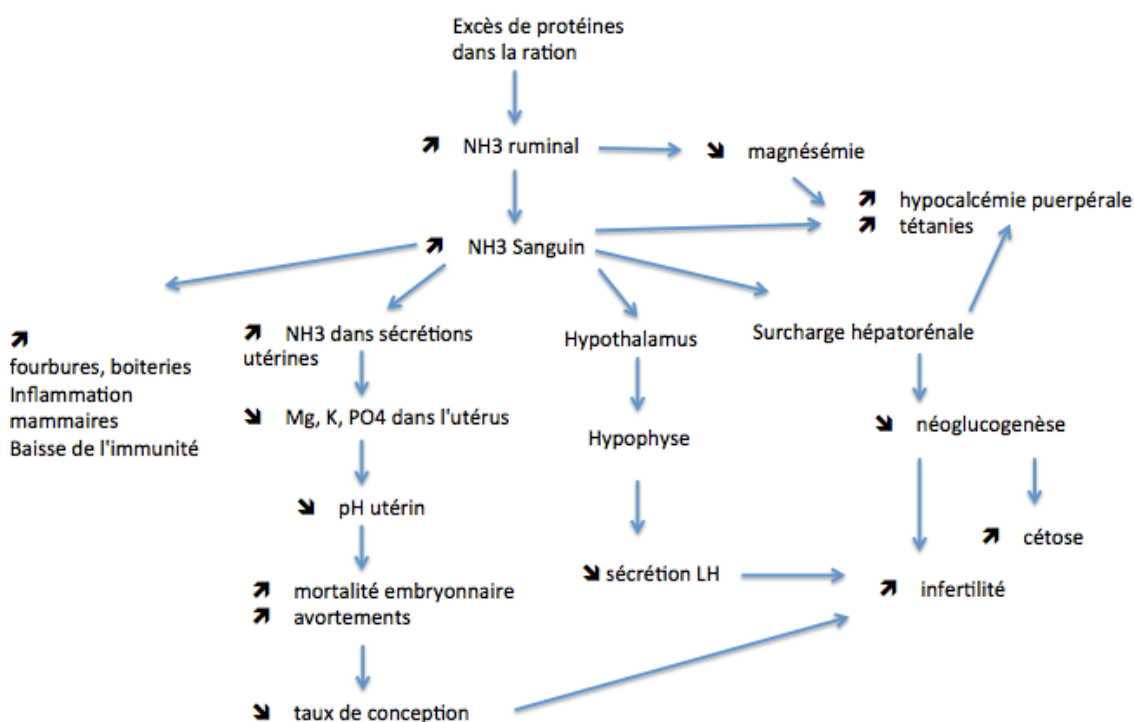 Excès de protéines
dans la ration
NH3 ruminal
magnésémie
hypocalcémie puerpérale
tétanies
NH3 Sanguin
fourbures, boiteries
Inflammation
mammaires
Baisse de l'immunité
NH3 dans sécrétions
utérines
Hypothalamus
Surcharge hépatorénale
Mg, K, PO4 dans l'utérus
Hypophyse
néoglucogenèse
pH utérin
cétose
mortalité embryonnaire
avortements
sécrétion LH
infertilité
taux de conception